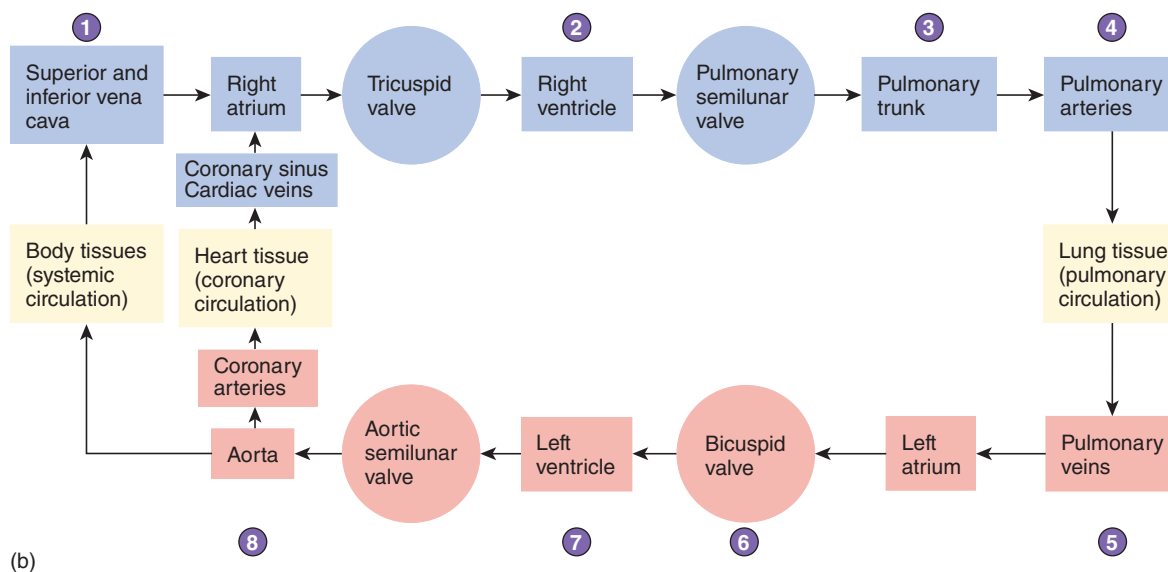 1
2
3
4
Superior and
inferior vena
cava
Right
atrium
Tricuspid
valve
Right
ventricle
Pulmonary
semilunar
valve
Pulmonary
trunk
Pulmonary
arteries
Coronary sinus
Cardiac veins
Body tissues
(systemic
circulation)
Heart tissue
(coronary
circulation)
Lung tissue
(pulmonary
circulation)
Coronary
arteries
Aorta
Aortic
semilunar
valve
Left
ventricle
Bicuspid
valve
Left
atrium
Pulmonary
veins
8
7
6
5
(b)